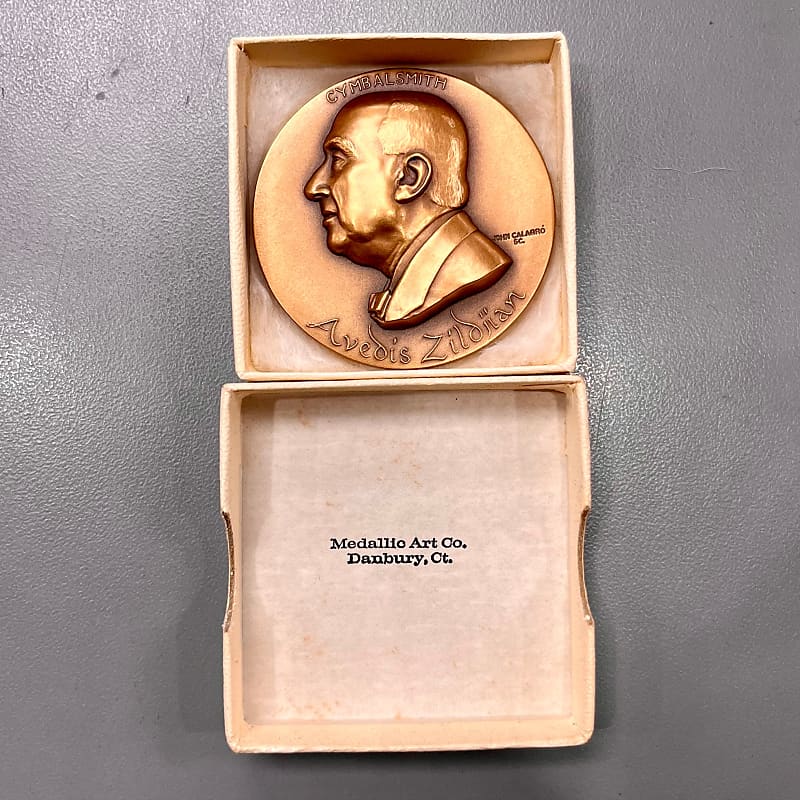 CYMBALSMITH
JOHN CALABRÓ
SC.
Avedis Zildjian
Medallic Art Co.
Danbury, Ct.